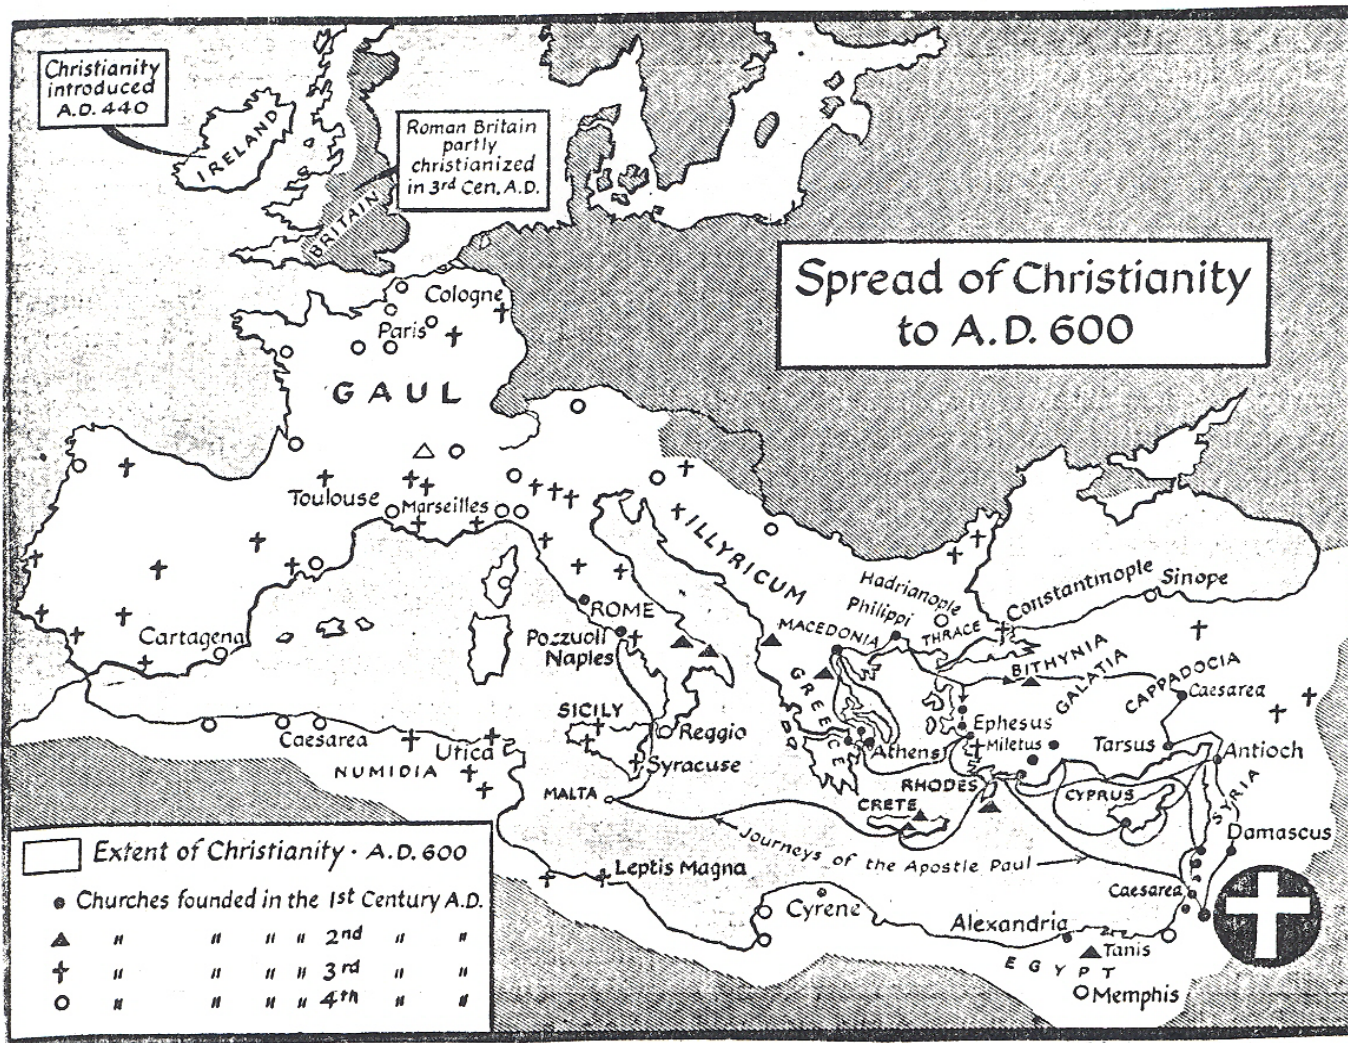 Christianity
introduced
A.D. 440
IRELAND
Roman Britain
partly
christianized
in 3rd Cen. A.D.
BRITAIN
Spread of Christianity
to A.D. 600
Cologne
Paris
GAUL
Toulouse
Marseilles
ILLYRICUM
Hadrianople
Constantinople
Sinope
Philippi
THRACE
MACEDONIA
ROME
Pozzuoli
Naples
Cartagena
BITHYNIA
GALATIA
CAPPADOCIA
Caesarea
GREECE
SICILY
Reggio
Ephesus
Athens
Miletus
Tarsus
Antioch
Caesarea
Utica
NUMIDIA
Syracuse
MALTA
RHODES
CRETE
CYPRUS
SYRIA
Damascus
Journeys of the Apostle Paul
Leptis Magna
Caesarea
Cyrene
Alexandria
Tanis
EGYPT
Memphis
Extent of Christianity · A.D. 600
Churches founded in the 1st Century A.D.
" " " " 2nd " "
" " " " 3rd " "
" " " " 4th " "